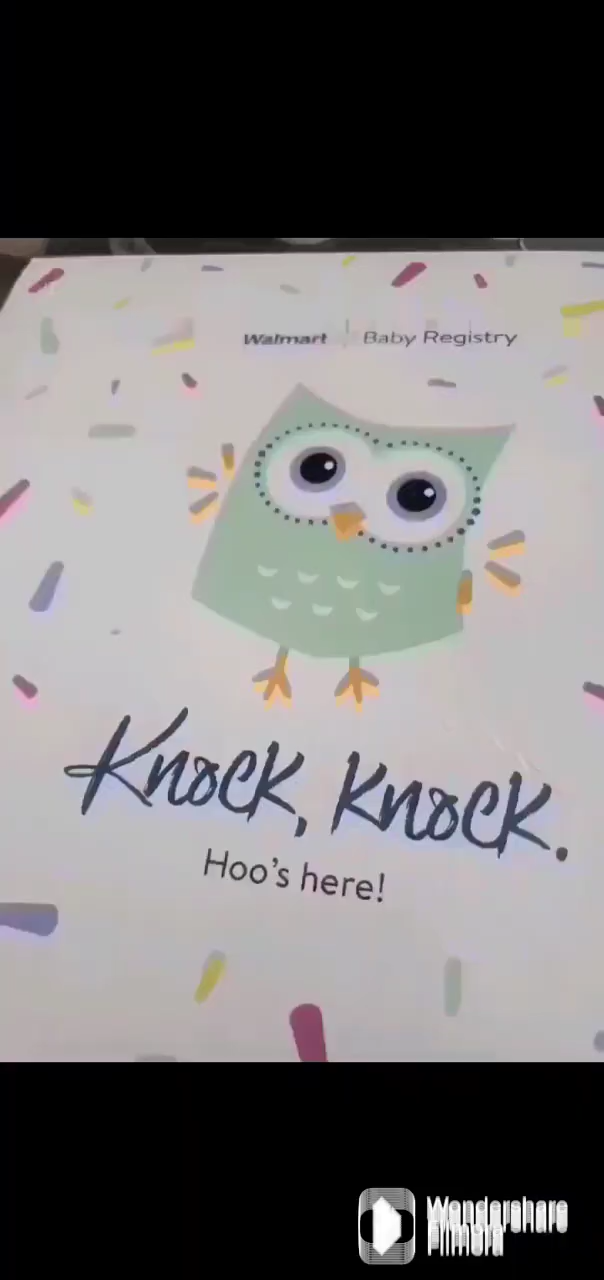 Walmart Baby Registry
Knock, Knock.
Hoo's here!
Wondershare
Filmora